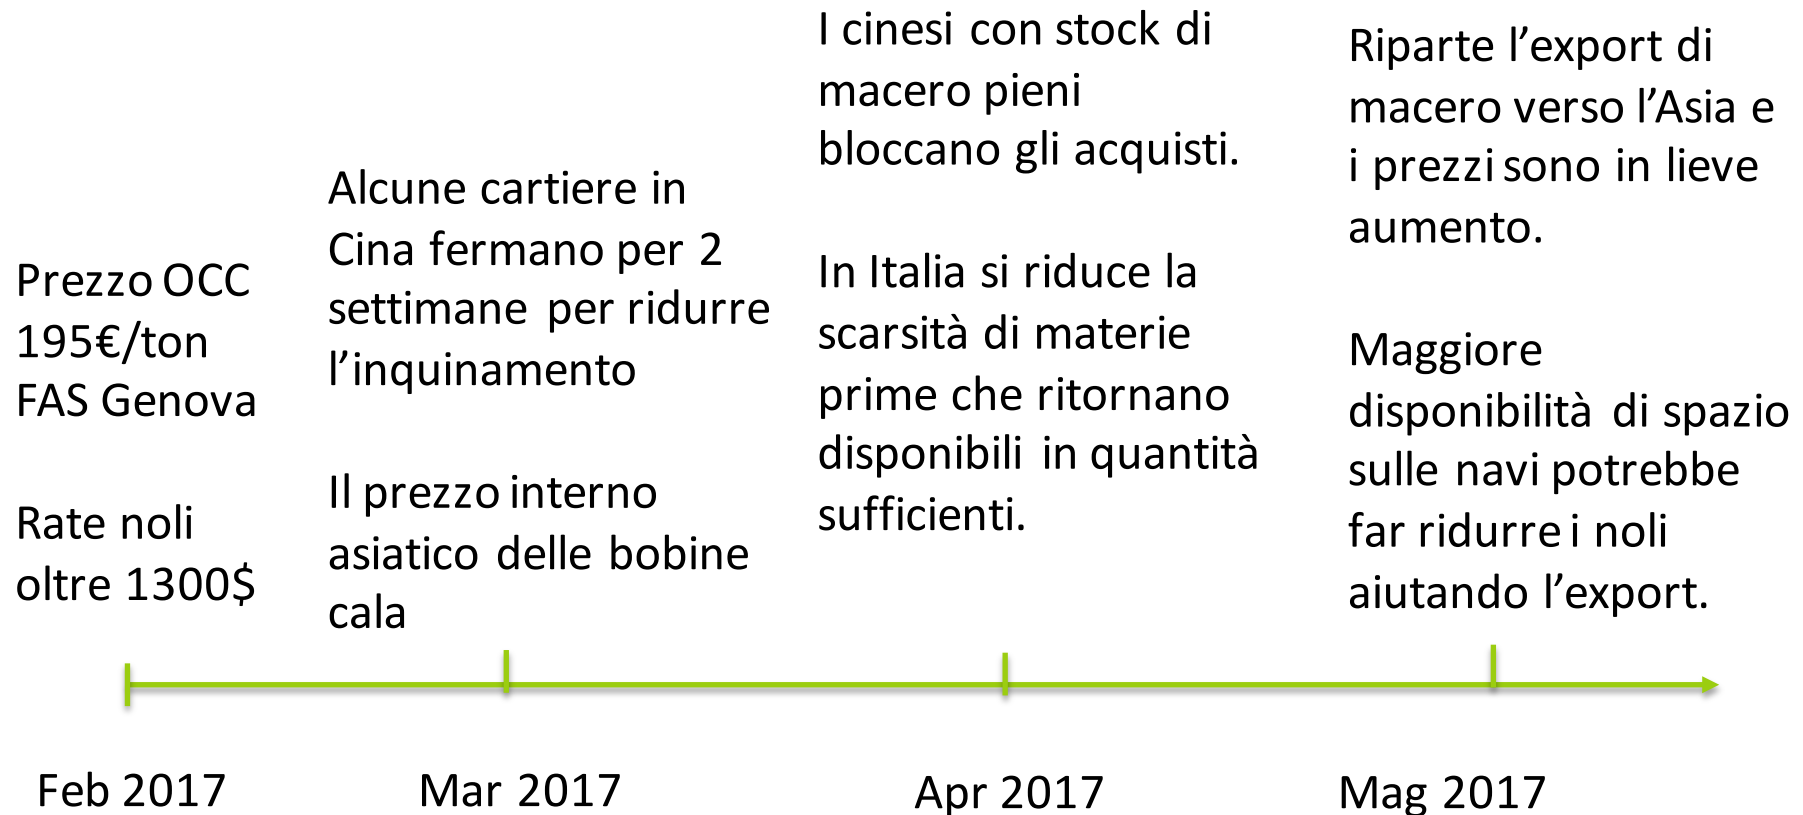 Prezzo OCC
195€/ton
FAS Genova
Rate noli
oltre 1300$
Alcune cartiere in
Cina fermano per 2
settimane per ridurre
l’inquinamento
Il prezzo interno
asiatico delle bobine
cala
I cinesi con stock di
macero pieni
bloccano gli acquisti.
In Italia si riduce la
scarsità di materie
prime che ritornano
disponibili in quantità
sufficienti.
Riparte l’export di
macero verso l’Asia e
i prezzi sono in lieve
aumento.
Maggiore
disponibilità di spazio
sulle navi potrebbe
far ridurre i noli
aiutando l’export.
Feb 2017
Mar 2017
Apr 2017
Mag 2017